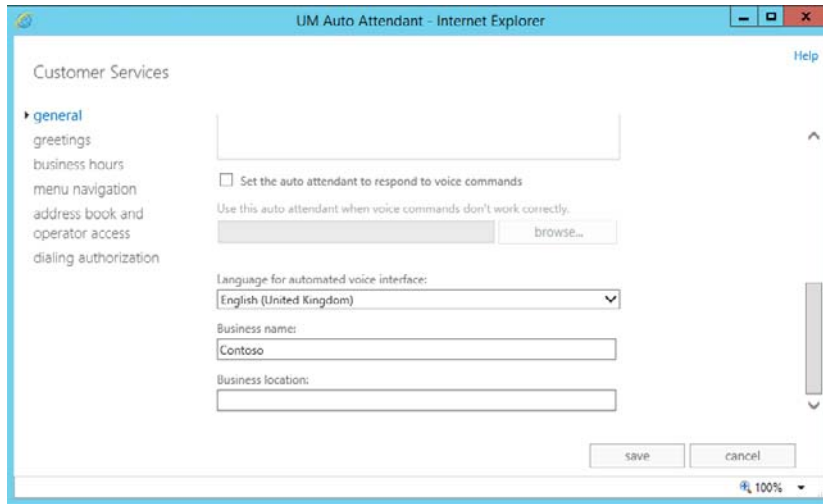 UM Auto Attendant - Internet Explorer
Help
Customer Services
general
greetings
business hours
menu navigation
address book and
operator access
dialing authorization
Set the auto attendant to respond to voice commands
Use this auto attendant when voice commands don't work correctly.
browse...
Language for automated voice interface:
English (United Kingdom)
Business name:
Contoso
Business location:
save
cancel
100%